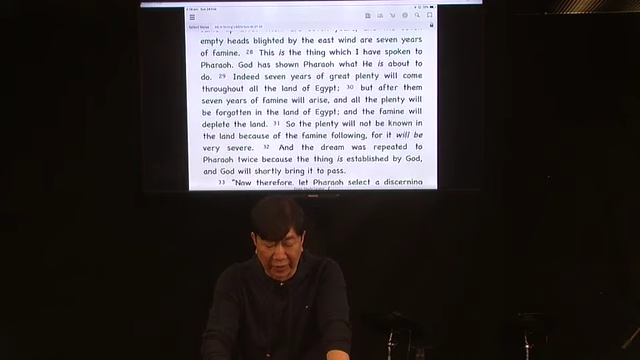 empty heads blighted by the east wind are seven years
of famine. 28 This is the thing which I have spoken to
Pharaoh. God has shown Pharaoh what He is about to
do. 29 Indeed seven years of great plenty will come
throughout all the land of Egypt; 30 but after them
seven years of famine will arise, and all the plenty will
be forgotten in the land of Egypt; and the famine will
deplete the land. 31 So the plenty will not be known in
the land because of the famine following, for it will be
very severe. 32 And the dream was repeated to
Pharaoh twice because the thing is established by God,
and God will shortly bring it to pass.
33 "Now therefore, let Pharaoh select a discerning